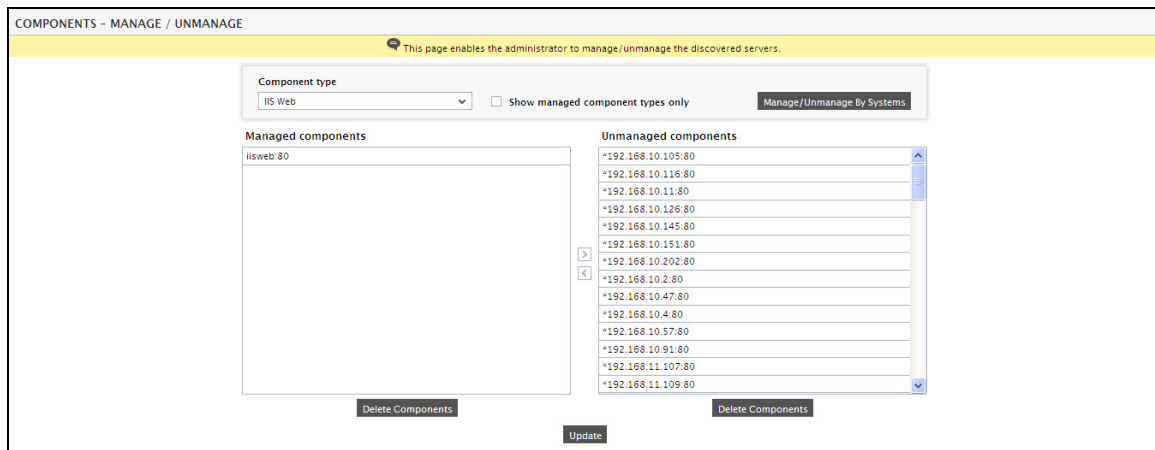 COMPONENTS - MANAGE / UNMANAGE
This page enables the administrator to manage/unmanage the discovered servers.
Component type
IIS Web
Show managed component types only
Manage/Unmanage By Systems
Managed components
Unmanaged components
iisweb:80
*192.168.10.105:80
*192.168.10.116:80
*192.168.10.11:80
*192.168.10.126:80
*192.168.10.145:80
*192.168.10.151:80
*192.168.10.202:80
*192.168.10.2:80
*192.168.10.47:80
*192.168.10.4:80
*192.168.10.57:80
*192.168.10.91:80
*192.168.11.107:80
*192.168.11.109:80
Delete Components
Delete Components
Update